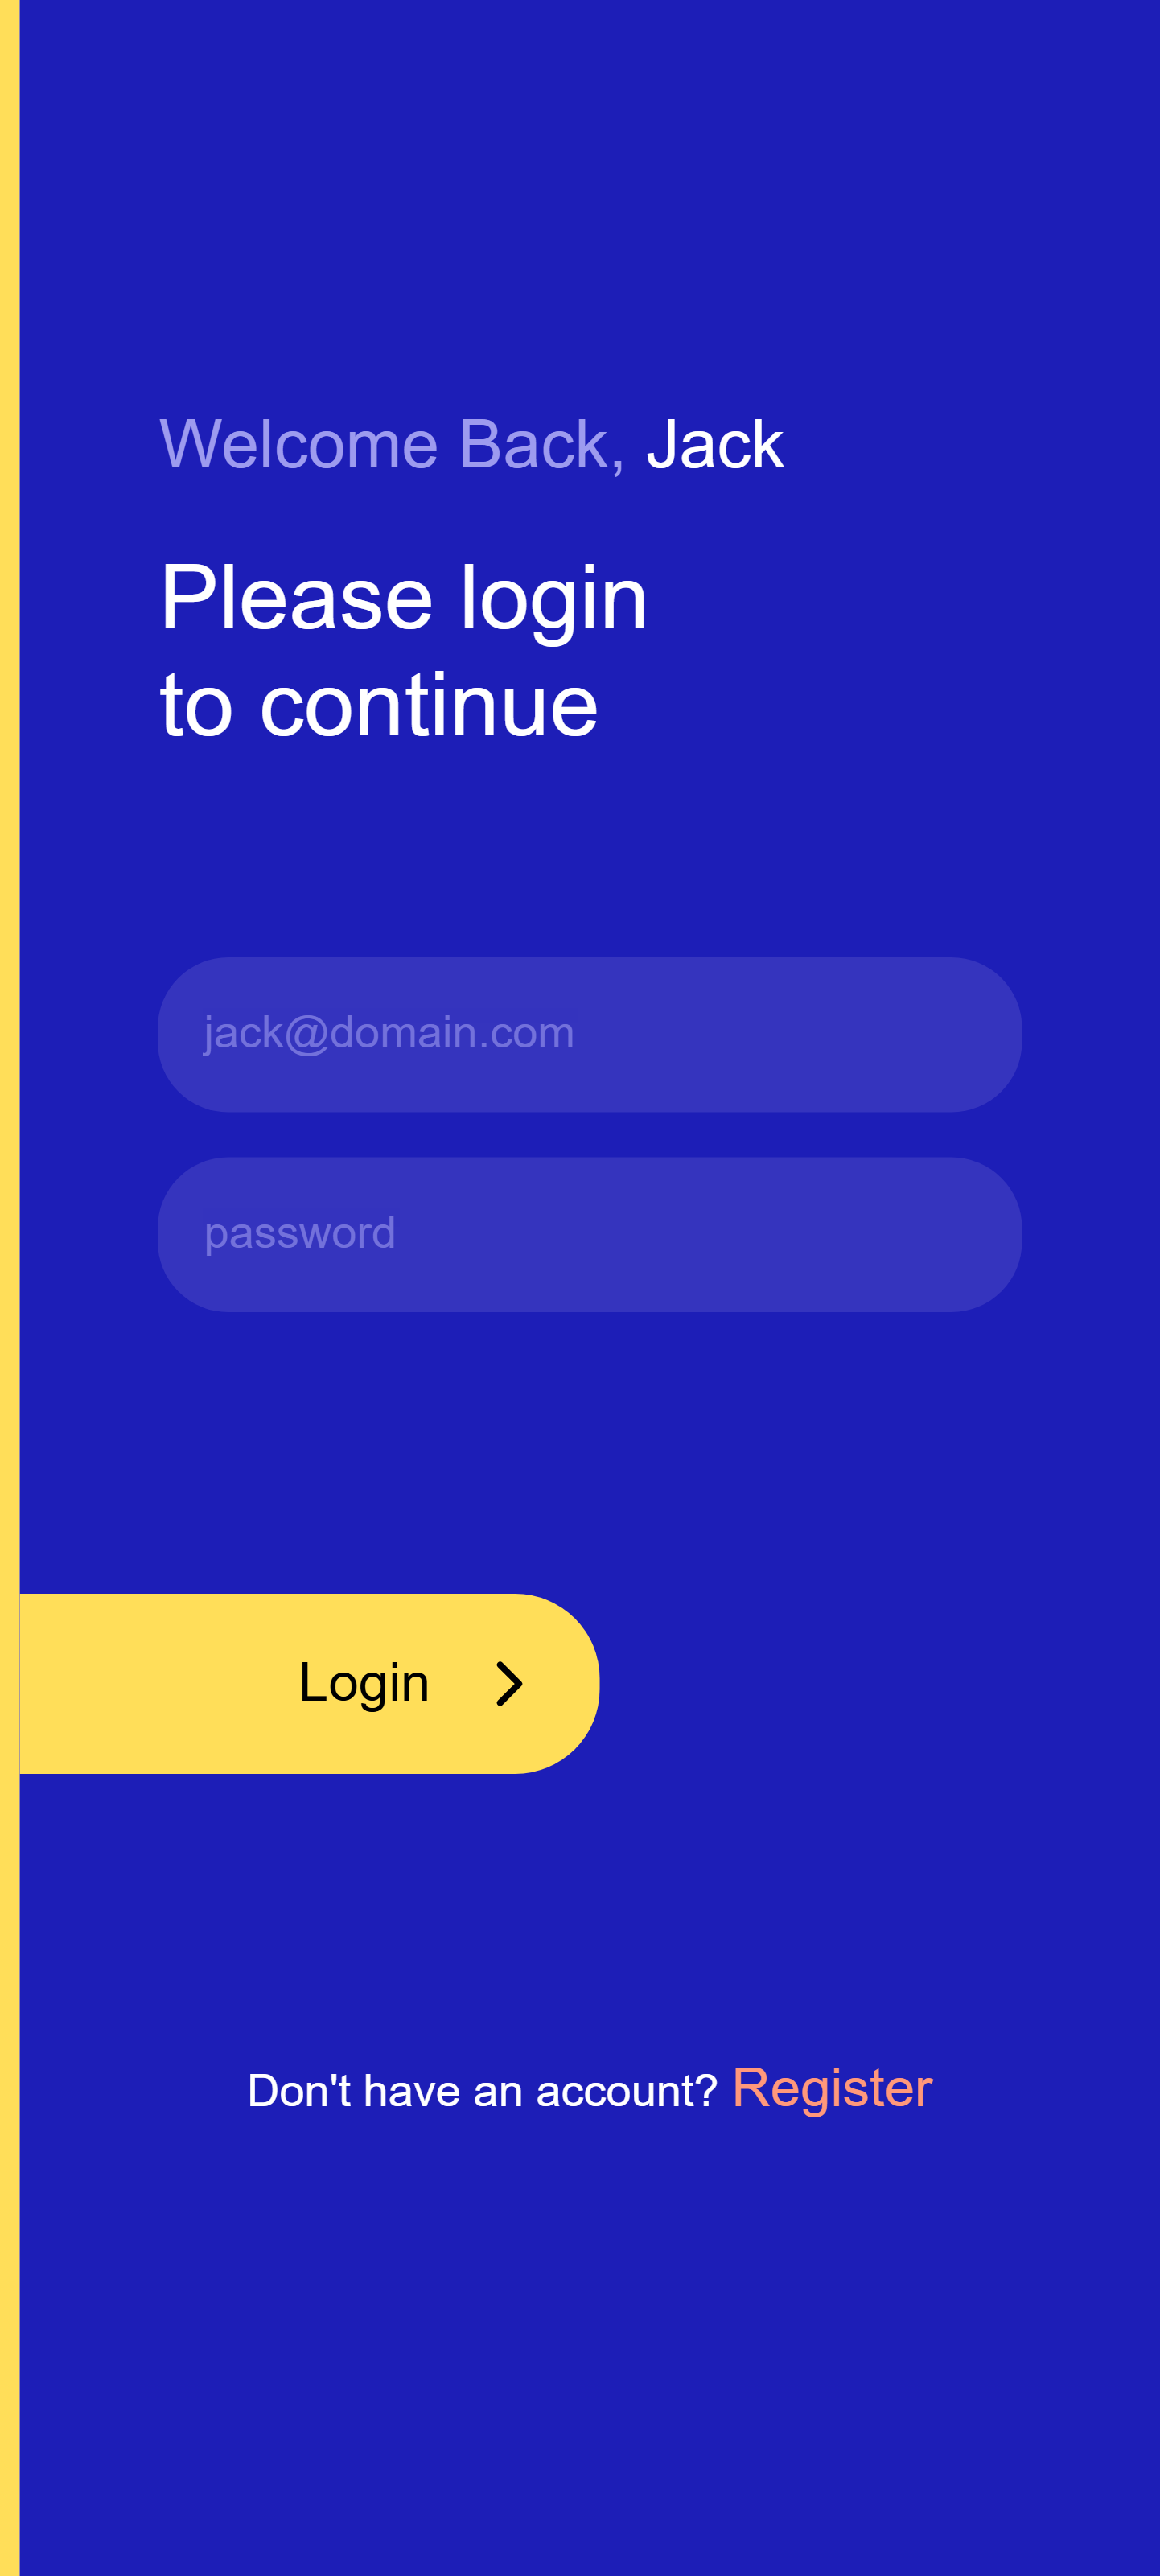 Welcome Back, Jack
Please login
to continue
jack@domain.com
password
Login
Don't have an account? Register